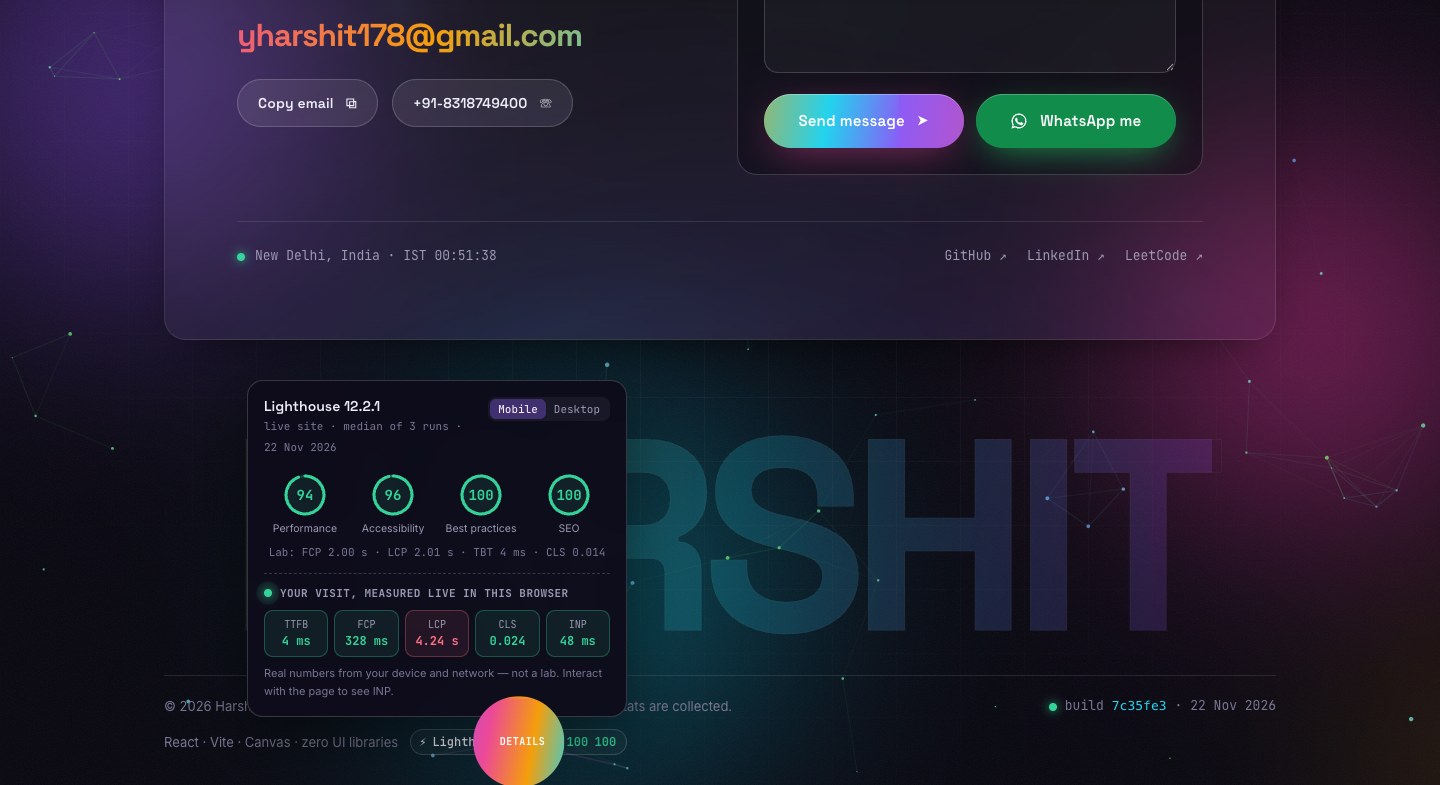 yharshit178@gmail.com
Copy email
+91-8318749400
Send message
WhatsApp me
New Delhi, India · IST 00:51:38
GitHub ↗ LinkedIn ↗ LeetCode ↗
Lighthouse 12.2.1
Mobile Desktop
live site · median of 3 runs ·
22 Nov 2026
94 96 100 100
Performance Accessibility Best practices SEO
Lab: FCP 2.00 s · LCP 2.01 s · TBT 4 ms · CLS 0.014
YOUR VISIT, MEASURED LIVE IN THIS BROWSER
TTFB FCP LCP CLS INP
4 ms 328 ms 4.24 s 0.024 48 ms
Real numbers from your device and network — not a lab. Interact
with the page to see INP.
RSHIT
© 2026 Harsh
are collected.
build 7c35fe3 · 22 Nov 2026
React · Vite · Canvas · zero UI libraries
⚡ Lighth
DETAILS
100 100